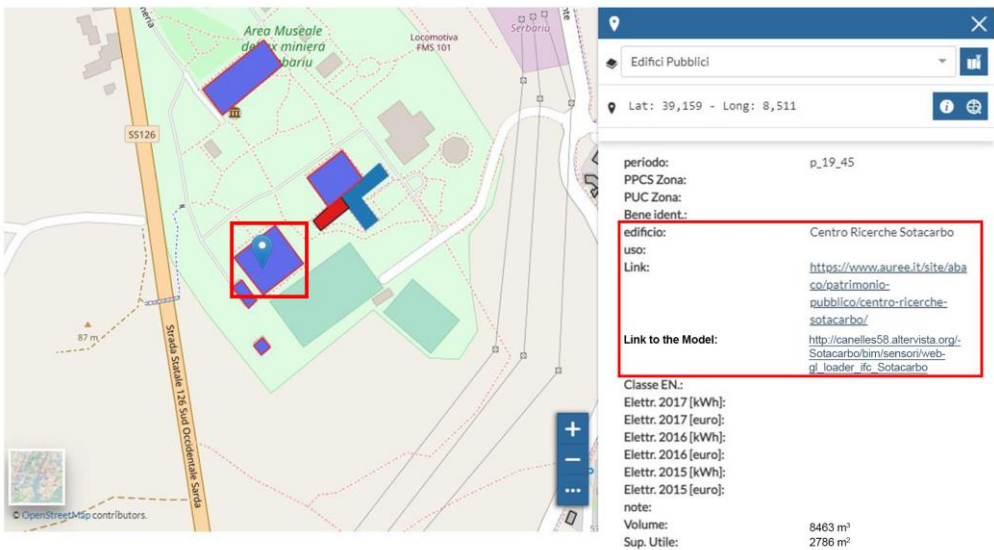 Area Museale
Locomotiva
FMS 101
Serbariu
SS126
87 m
Strada Statale 126 Sud Occidentale Sarda
© OpenStreetMap contributors.
Edifici Pubblici
Lat: 39,159 - Long: 8,511
periodo: p_19_45
PPCS Zona:
PUC Zona:
Bene ident.:
edificio: Centro Ricerche Sotacarbo
uso:
Link: https://www.auree.it/site/aba
co/patrimonio-
pubblico/centro-ricerche-
sotacarbo/
Link to the Model: http://canelles58.altervista.org/-
Sotacarbo/bim/sensori/web-
gl_loader_ifc_Sotacarbo
Classe EN.:
Elettr. 2017 [kWh]:
Elettr. 2017 [euro]:
Elettr. 2016 [kWh]:
Elettr. 2016 [euro]:
Elettr. 2015 [kWh]:
Elettr. 2015 [euro]:
note:
Volume: 8463 m³
Sup. Utile: 2786 m²